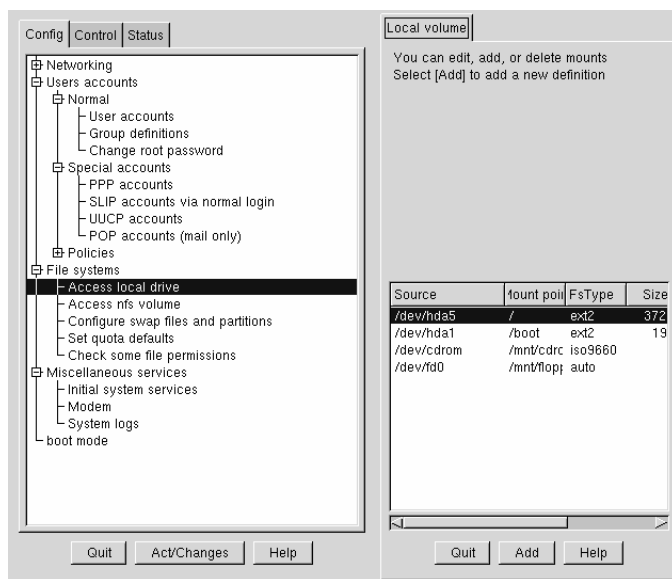 Config Control Status
Networking
Users accounts
Normal
User accounts
Group definitions
Change root password
Special accounts
PPP accounts
SLIP accounts via normal login
UUCP accounts
POP accounts (mail only)
Policies
File systems
Access local drive
Access nfs volume
Configure swap files and partitions
Set quota defaults
Check some file permissions
Miscellaneous services
Initial system services
Modem
System logs
boot mode
Quit Act/Changes Help
Local volume
You can edit, add, or delete mounts
Select [Add] to add a new definition
Source FsType Size
/dev/hda5 / ext2 372
/dev/hda1 /boot ext2 19
/dev/cdrom /mnt/cdrc iso9660
/dev/fd0 /mnt/flop auto
Quit Add Help